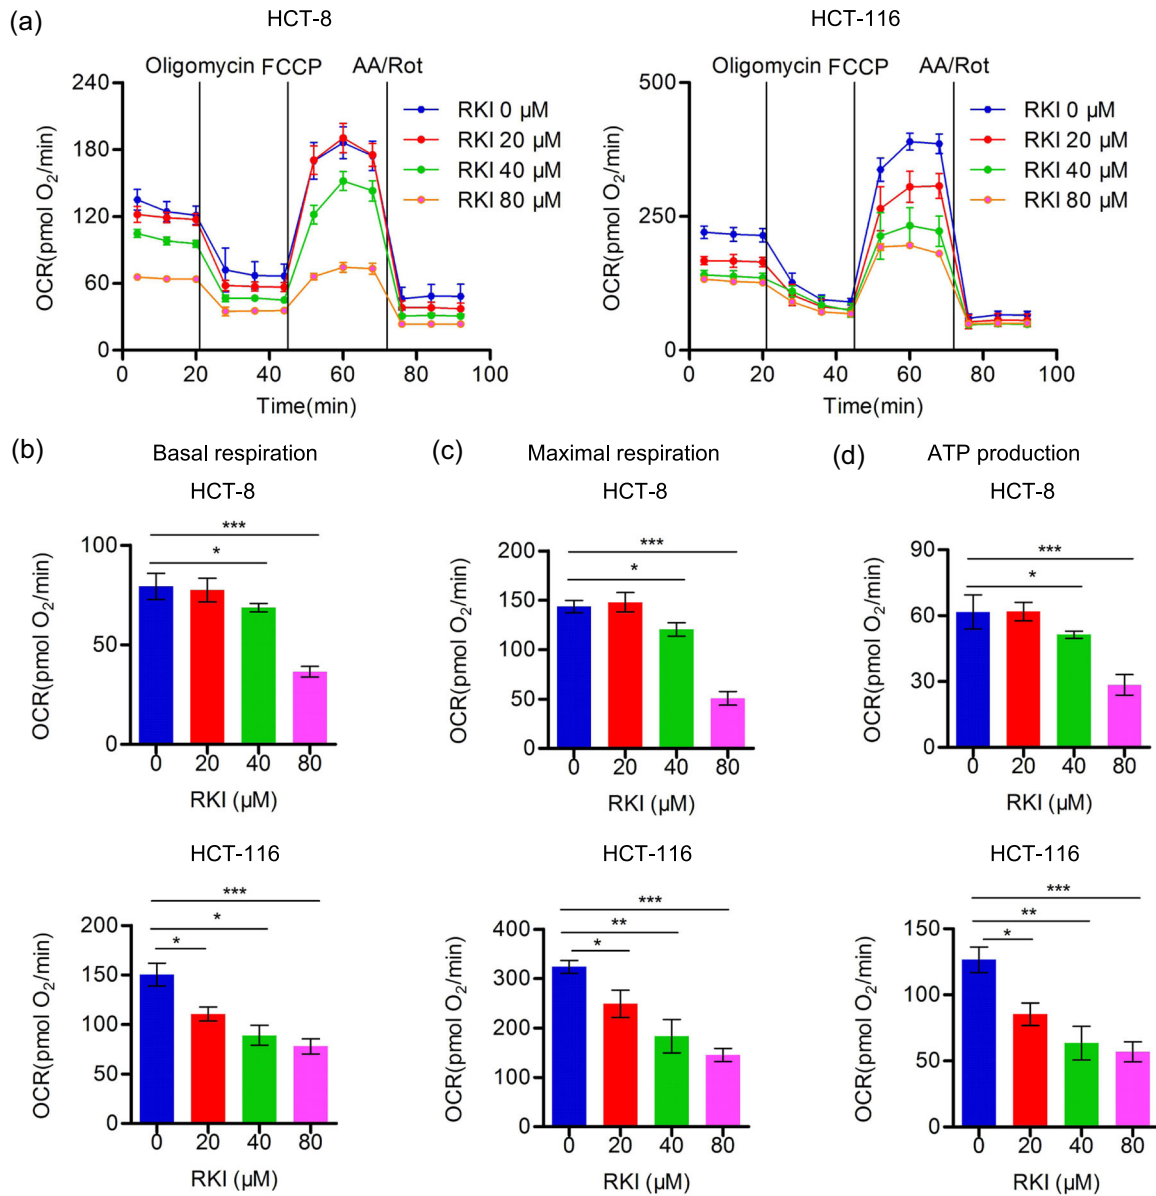 (a)
HCT-8
HCT-116
Oligomycin FCCP AA/Rot
240
180
120
60
0
OCR(pmol O₂/min)
RKI 0 µM
RKI 20 µM
RKI 40 µM
RKI 80 µM
0 20 40 60 80 100
Time(min)
Oligomycin FCCP AA/Rot
500
250
0
OCR(pmol O₂/min)
RKI 0 µM
RKI 20 µM
RKI 40 µM
RKI 80 µM
0 20 40 60 80 100
Time(min)
(b)
Basal respiration
HCT-8
***
*
100
50
0
OCR(pmol O₂/min)
0 20 40 80
RKI (µM)
HCT-116
***
*
*
200
150
100
50
0
OCR(pmol O₂/min)
0 20 40 80
RKI (µM)
(c)
Maximal respiration
HCT-8
***
*
200
150
100
50
0
OCR(pmol O₂/min)
0 20 40 80
RKI (µM)
HCT-116
***
**
*
400
300
200
100
0
OCR(pmol O₂/min)
0 20 40 80
RKI (µM)
(d)
ATP production
HCT-8
***
*
90
60
30
0
OCR(pmol O₂/min)
0 20 40 80
RKI (µM)
HCT-116
***
**
*
150
100
50
0
OCR(pmol O₂/min)
0 20 40 80
RKI (µM)